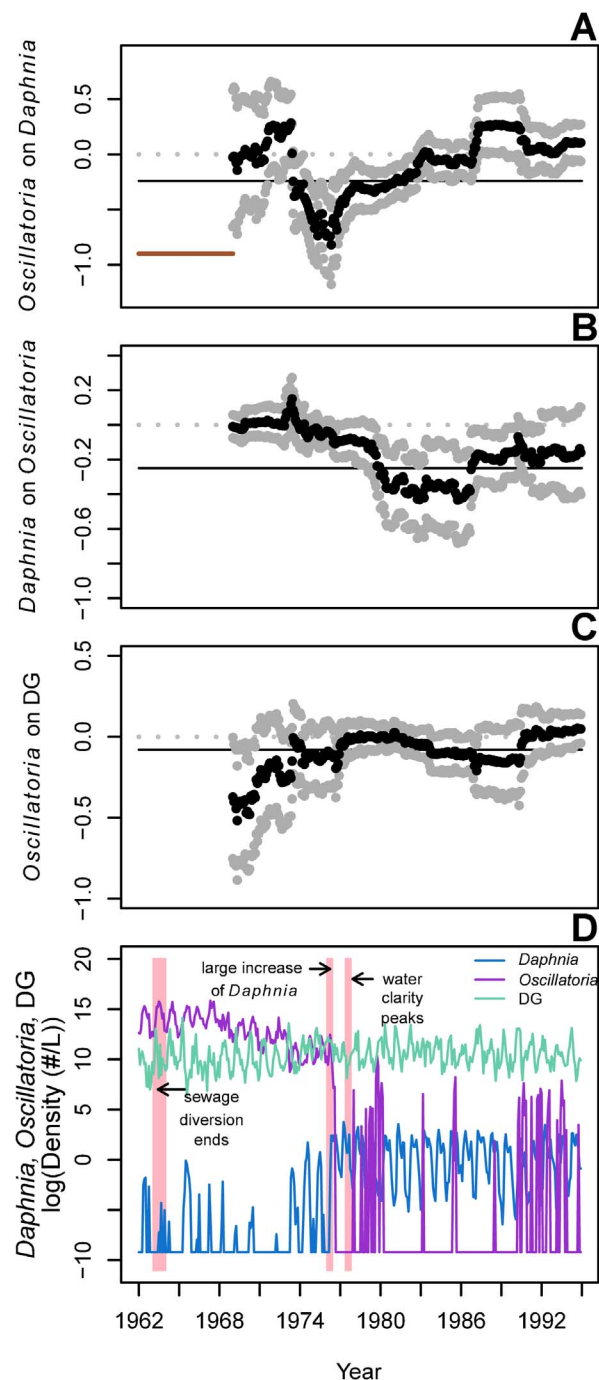 A
Oscillatoria on Daphnia
0.5
0.0
−1.0
B
Daphnia on Oscillatoria
0.2
−0.2
−0.6
−1.0
C
Oscillatoria on DG
0.5
0.0
−0.5
−1.0
D
Daphnia, Oscillatoria, DG
log(Density (#/L))
20
15
10
5
0
−10
large increase
of Daphnia
water
clarity
peaks
sewage
diversion
ends
Daphnia
Oscillatoria
DG
1962 1968 1974 1980 1986 1992
Year